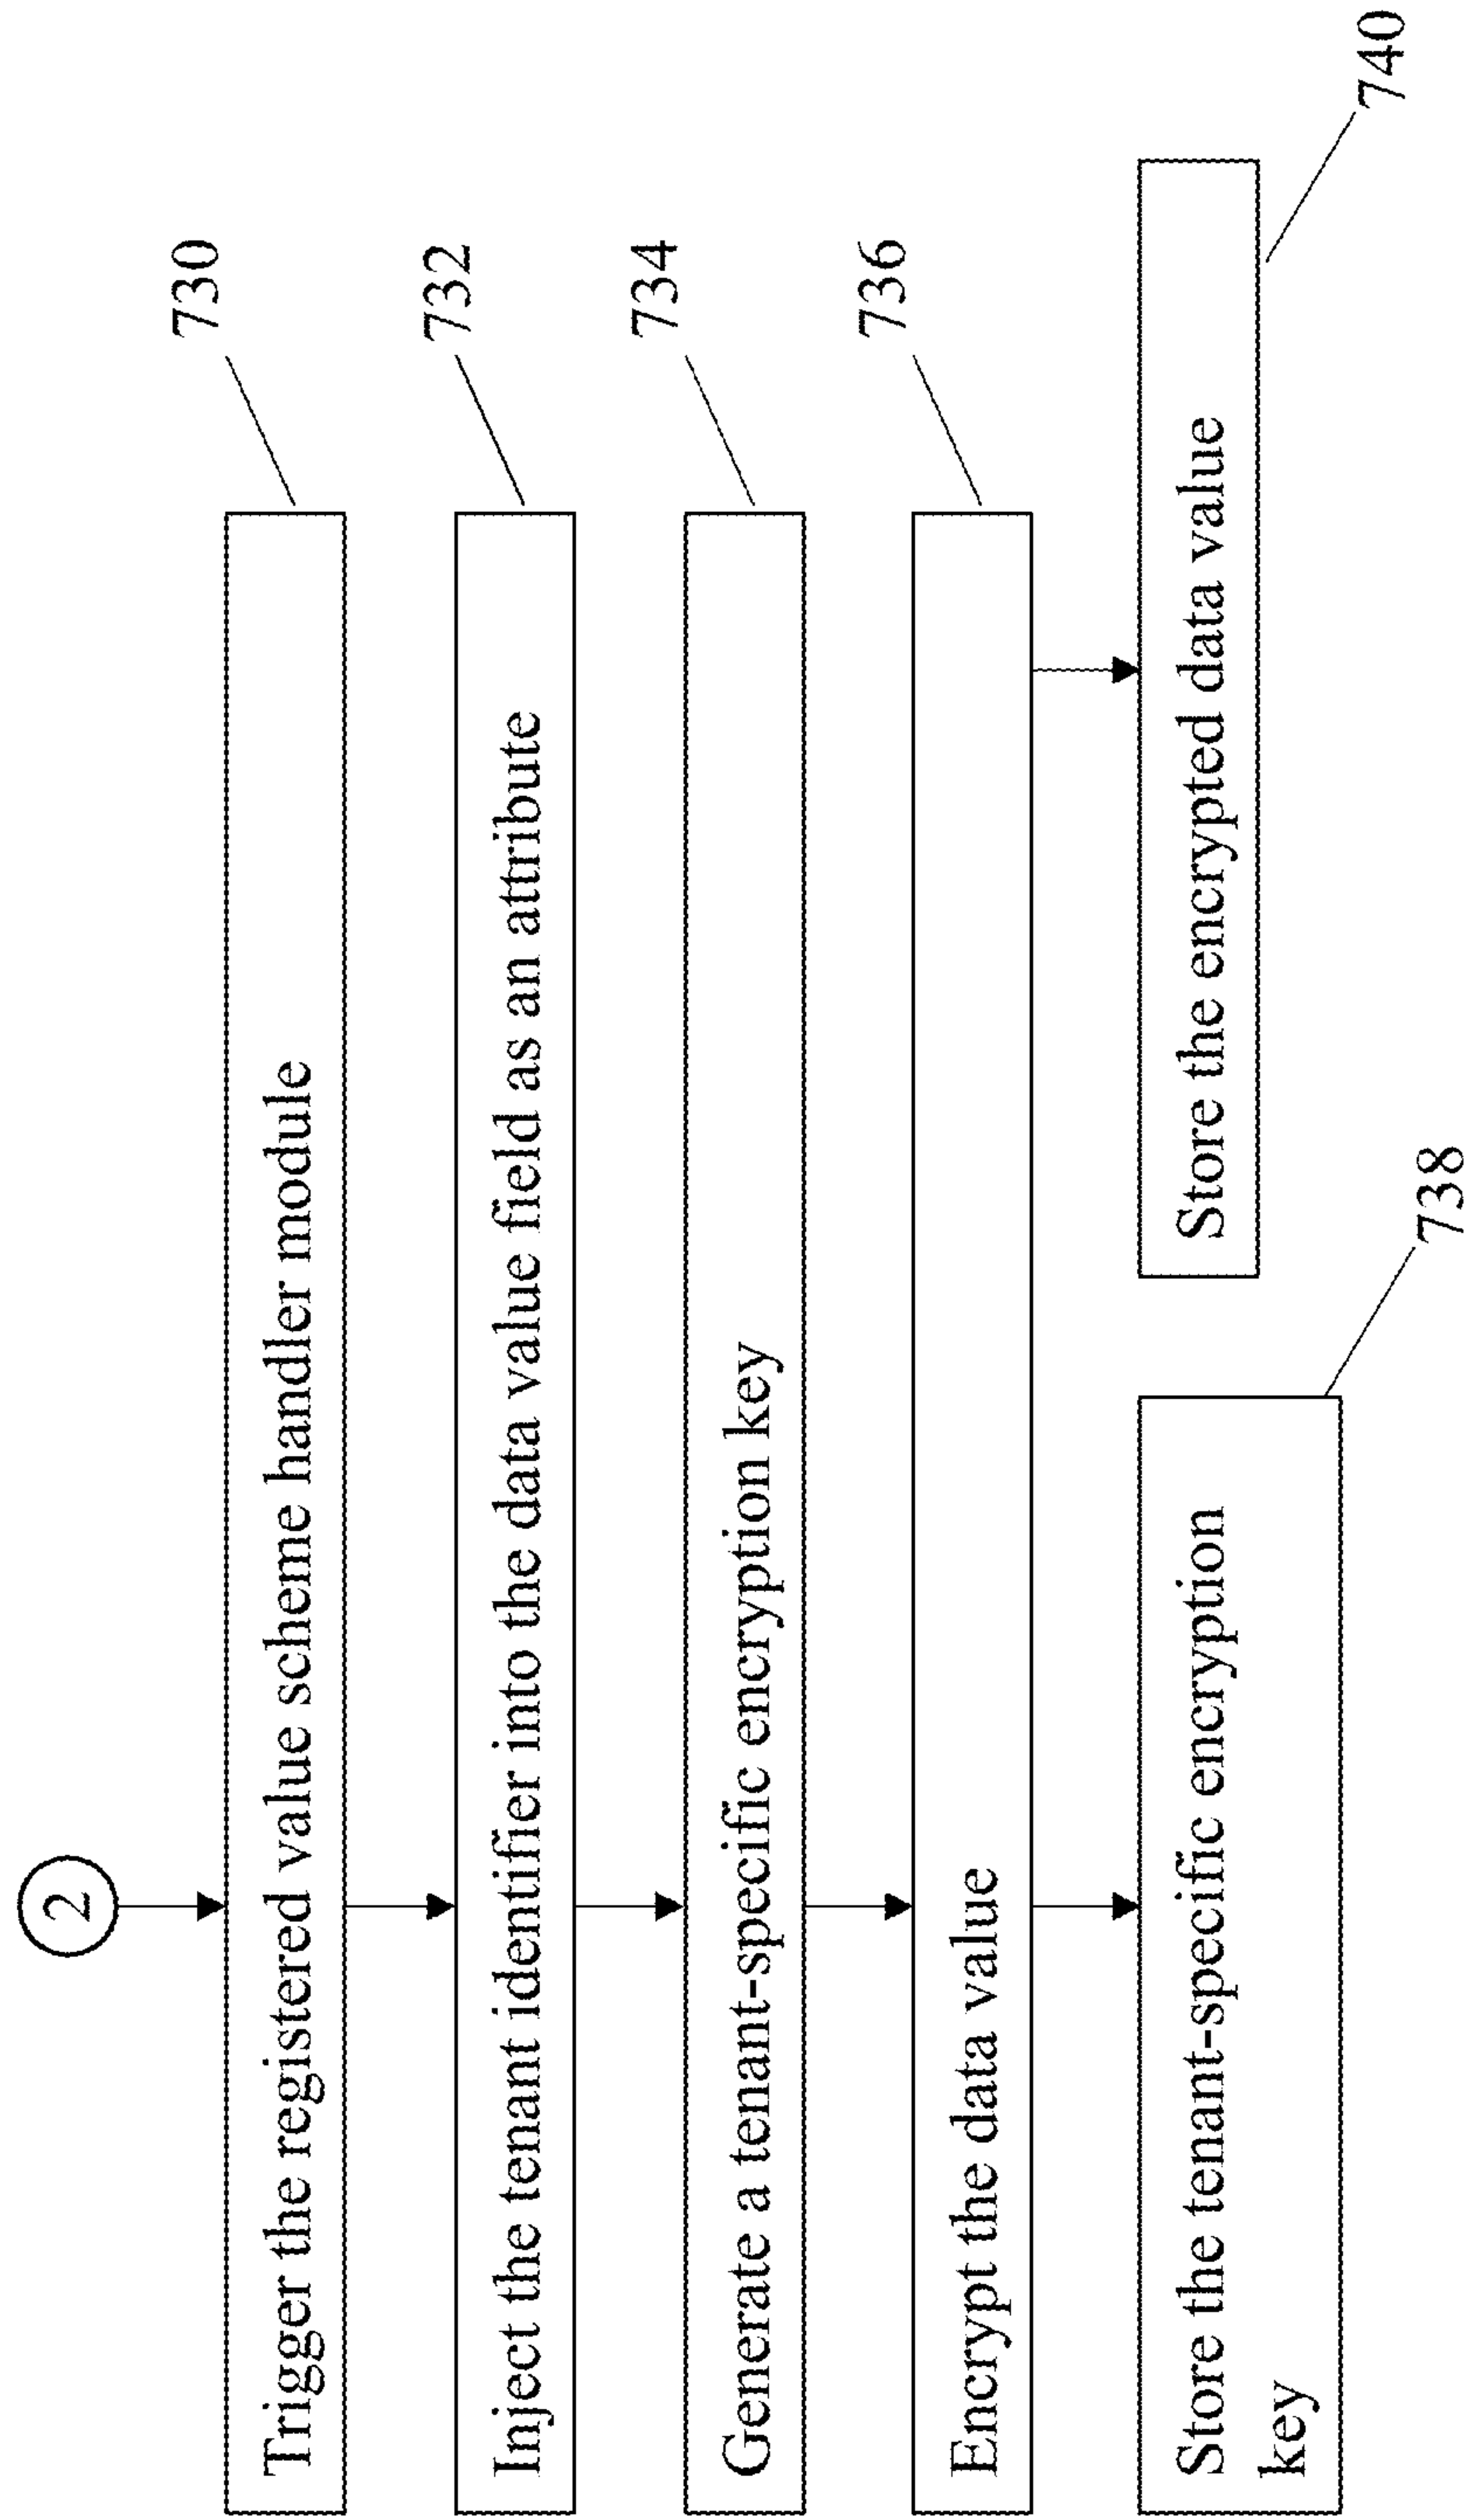 2
Trigger the registered value scheme handler module
730
Inject the tenant identifier into the data value field as an attribute
732
Generate a tenant-specific encryption key
734
Encrypt the data value
736
Store the tenant-specific encryption
key
738
Store the encrypted data value
740